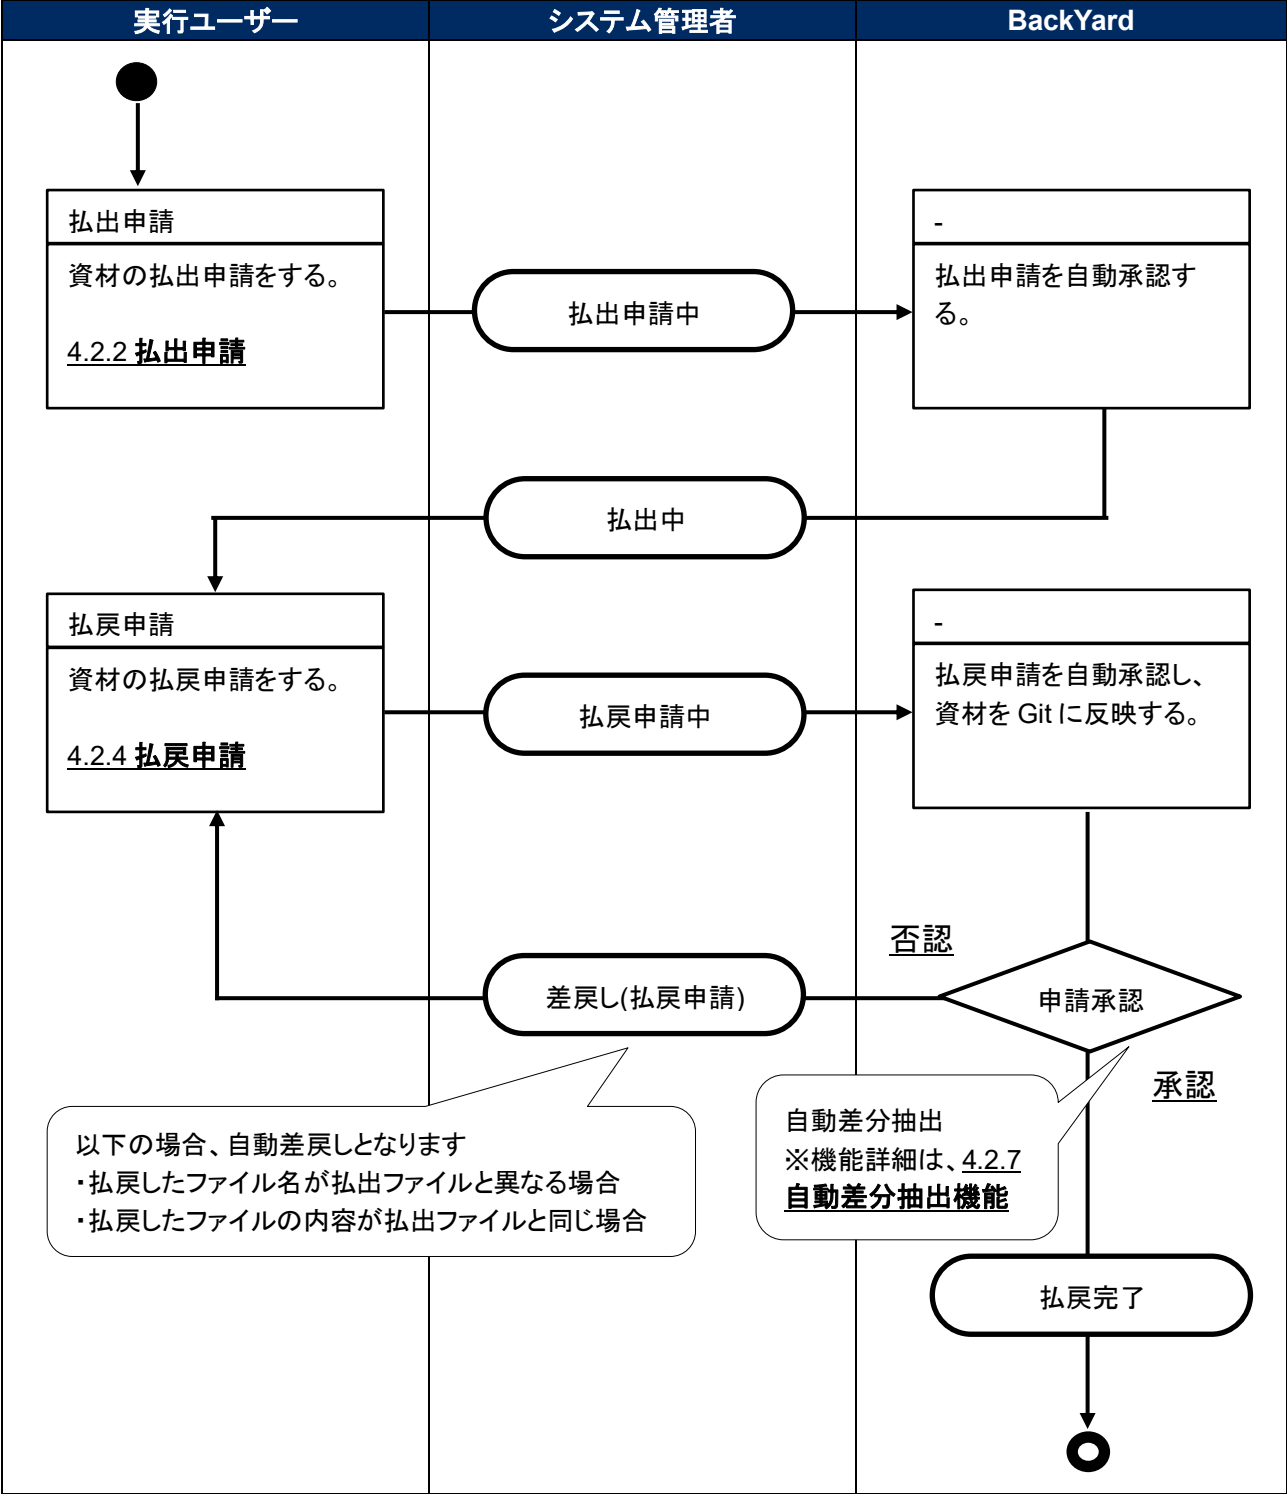 実行ユーザー
システム管理者
BackYard
払出申請
資材の払出申請をする。
4.2.2 払出申請
払出申請中
-
払出申請を自動承認す
る。
払出中
払戻申請
資材の払戻申請をする。
4.2.4 払戻申請
払戻申請中
-
払戻申請を自動承認し、
資材を Git に反映する。
否認
差戻し(払戻申請)
申請承認
承認
以下の場合、自動差戻しとなります
・払戻したファイル名が払出ファイルと異なる場合
・払戻したファイルの内容が払出ファイルと同じ場合
自動差分抽出
※機能詳細は、4.2.7
自動差分抽出機能
払戻完了